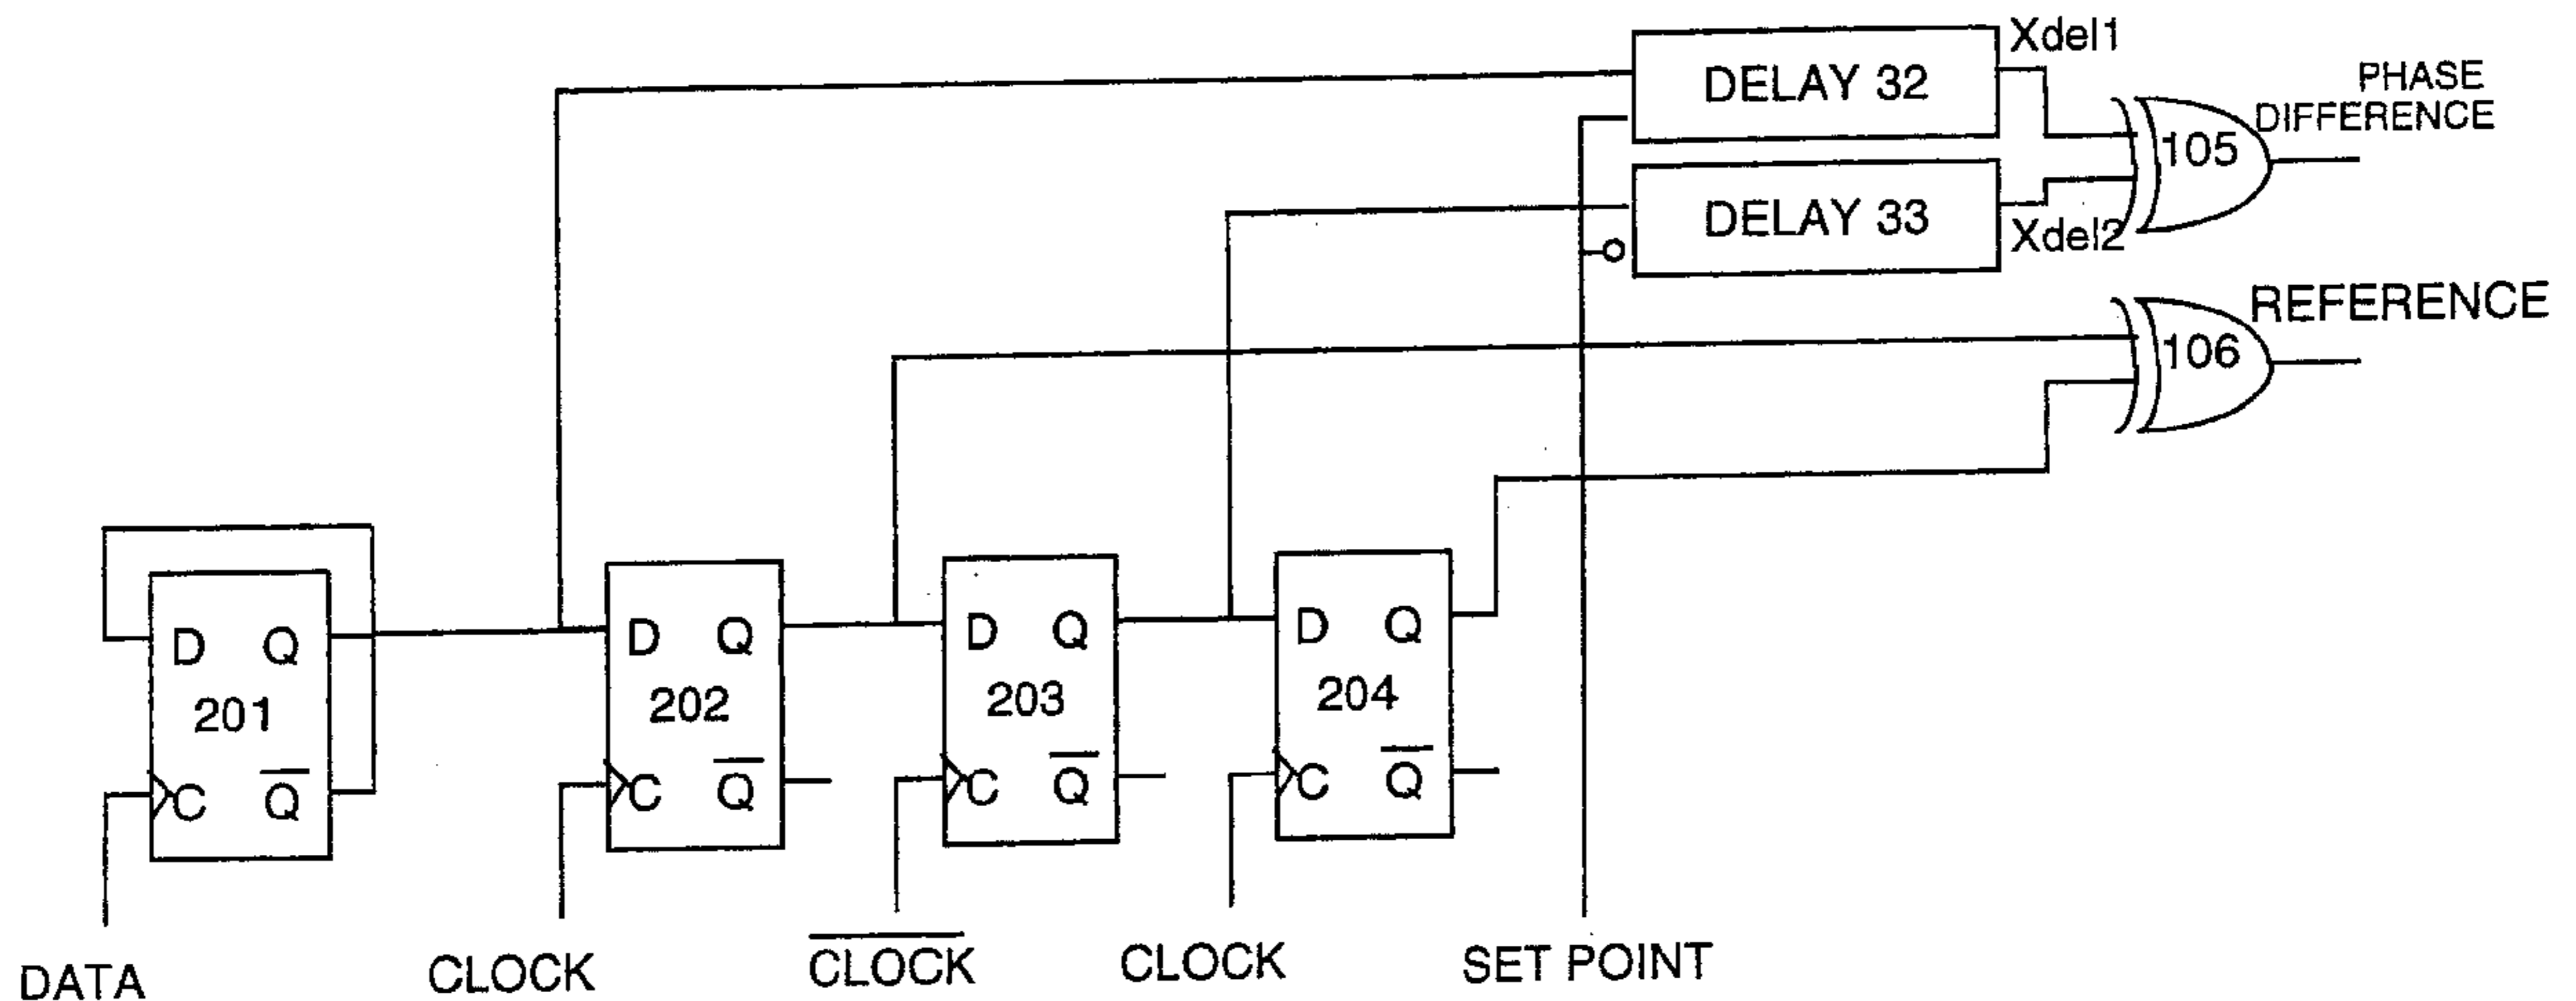 Xdel1
DELAY 32
PHASE
DIFFERENCE
105
DELAY 33
Xdel2
REFERENCE
106
D Q
201
C Q̅
D Q
202
C Q̅
D Q
203
C Q̅
D Q
204
C Q̅
DATA
CLOCK
C̅L̅O̅C̅K̅
CLOCK
SET POINT